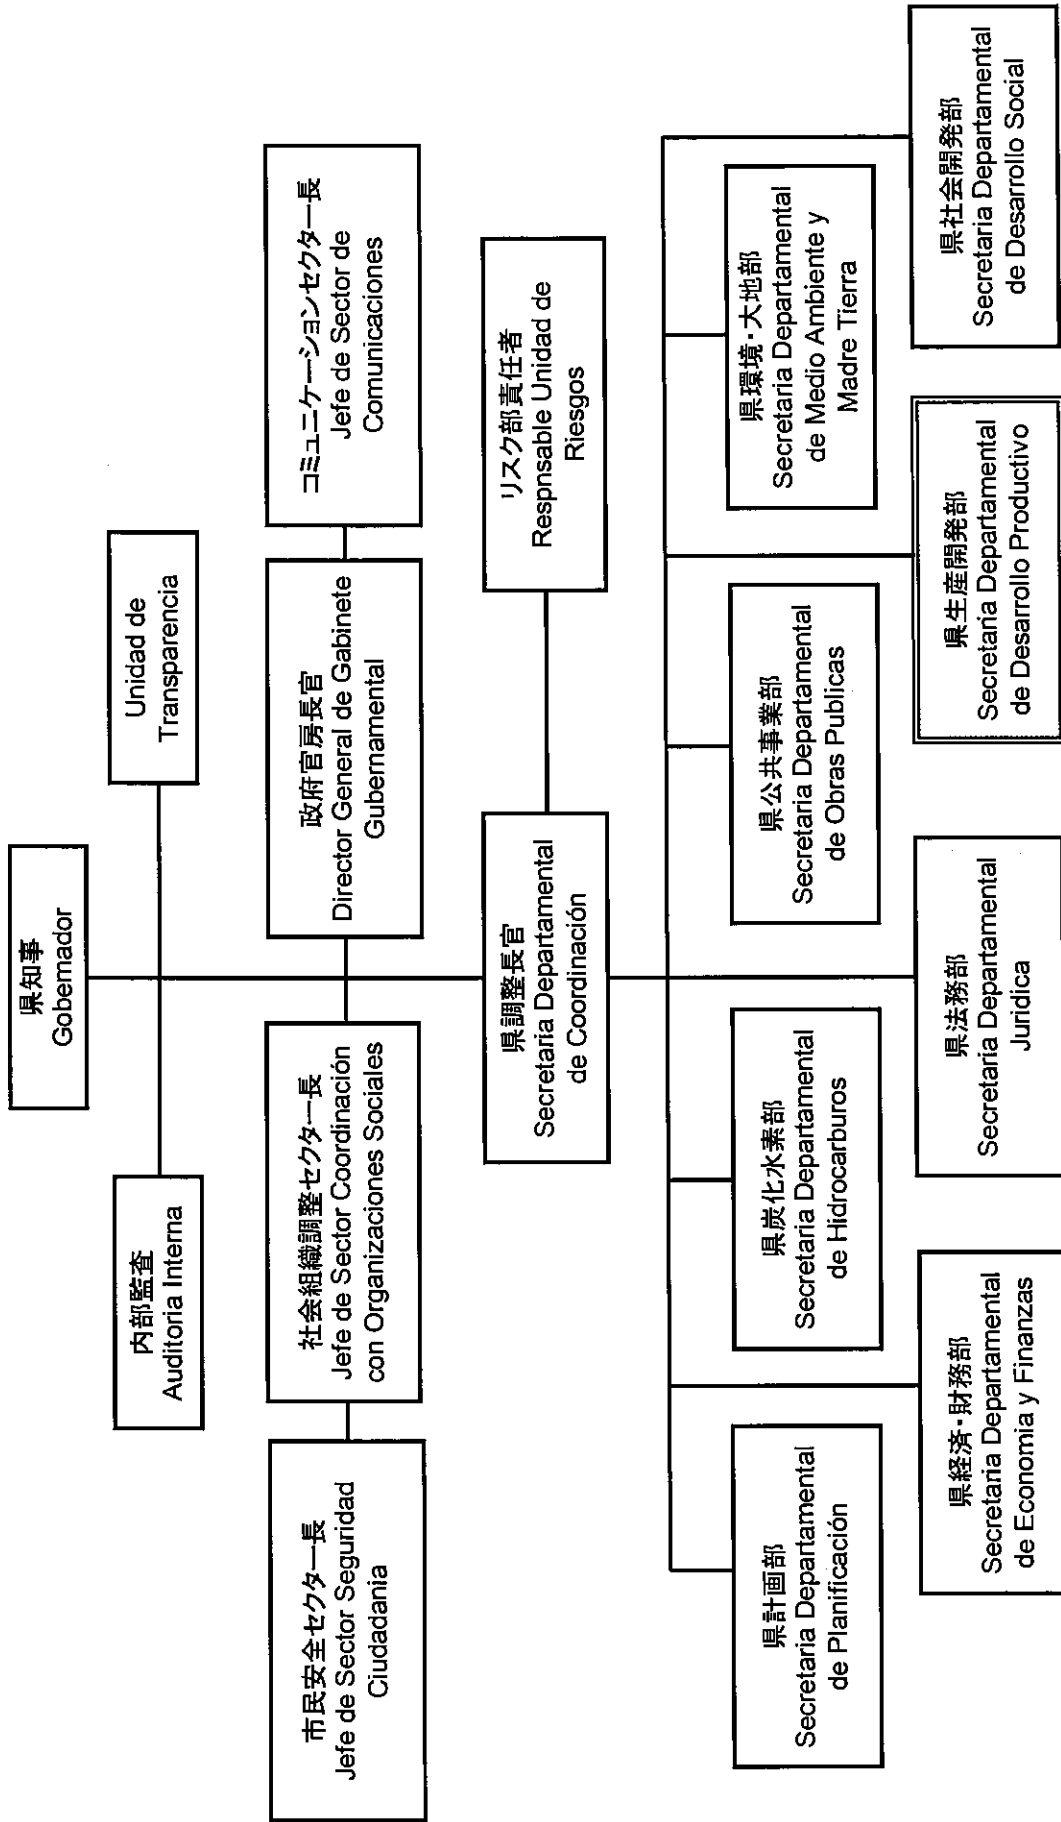 県知事
Gobernador
内部監査
Auditoria Interna
Unidad de
Transparencia
市民安全セクター長
Jefe de Sector Seguridad
Ciudadania
社会組織調整セクター長
Jefe de Sector Coordinación
con Organizaciones Sociales
政府官房長官
Director General de Gabinete
Gubernamental
コミュニケーションセクター長
Jefe de Sector de
Comunicaciones
県調整長官
Secretaria Departamental
de Coordinación
リスク部責任者
Respnsable Unidad de
Riesgos
県計画部
Secretaria Departamental
de Planificación
県炭化水素部
Secretaria Departamental
de Hidrocarburos
県公共事業部
Secretaria Departamental
de Obras Publicas
県環境・大地部
Secretaria Departamental
de Medio Ambiente y
Madre Tierra
県経済・財務部
Secretaria Departamental
de Economia y Finanzas
県法務部
Secretaria Departamental
Juridica
県生産開発部
Secretaria Departamental
de Desarrollo Productivo
県社会開発部
Secretaria Departamental
de Desarrollo Social